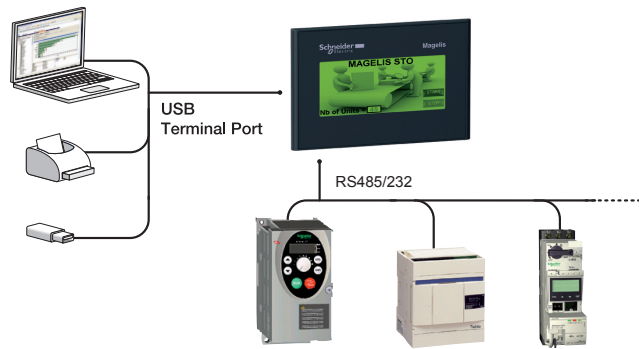 Schneider
Electric
Magelis
MAGELIS STO
Nb of Units =
USB
Terminal Port
RS485/232